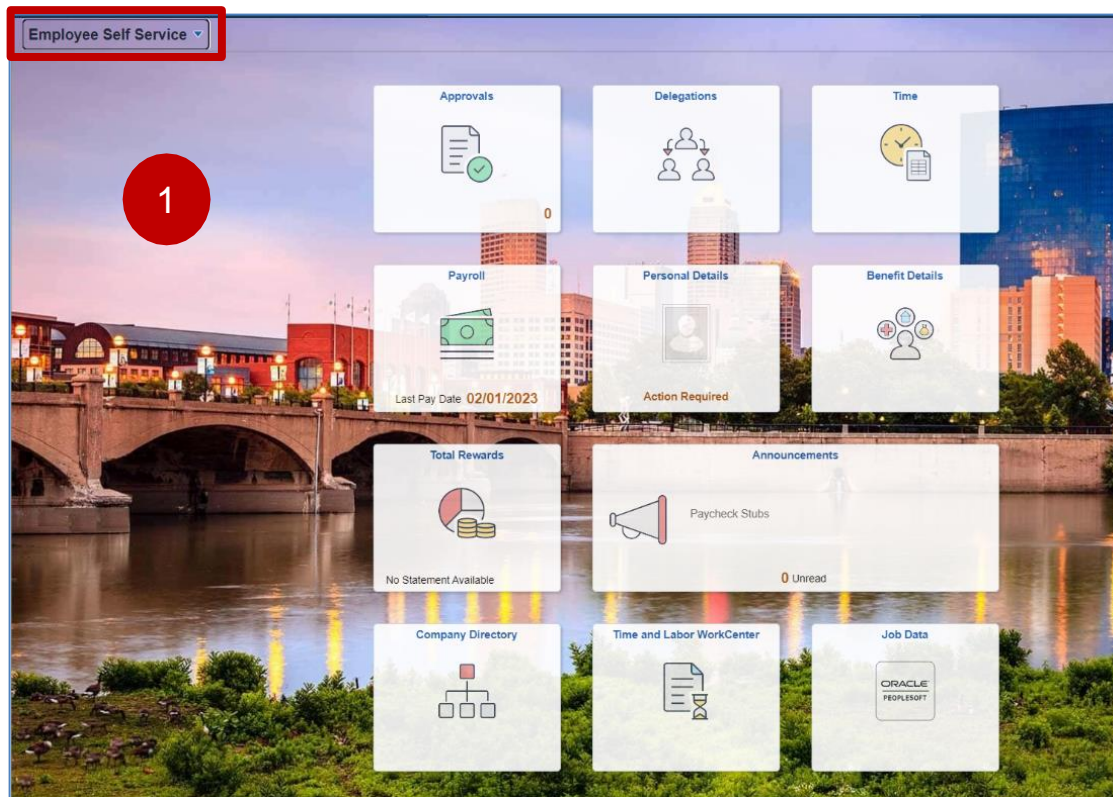 Employee Self Service
1
Approvals
0
Delegations
Time
Payroll
Last Pay Date 02/01/2023
Personal Details
Action Required
Benefit Details
Total Rewards
No Statement Available
Announcements
Paycheck Stubs
0 Unread
Company Directory
Time and Labor WorkCenter
Job Data
ORACLE
PEOPLESOFT